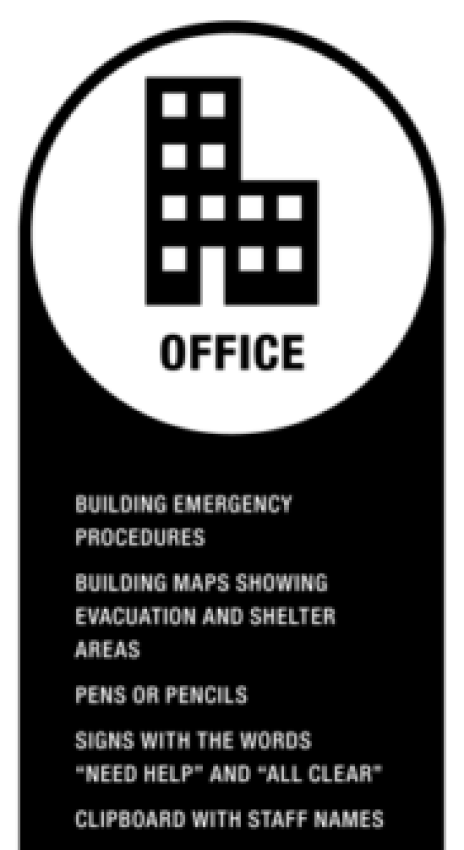 OFFICE
BUILDING EMERGENCY
PROCEDURES
BUILDING MAPS SHOWING
EVACUATION AND SHELTER
AREAS
PENS OR PENCILS
SIGNS WITH THE WORDS
“NEED HELP” AND “ALL CLEAR”
CLIPBOARD WITH STAFF NAMES